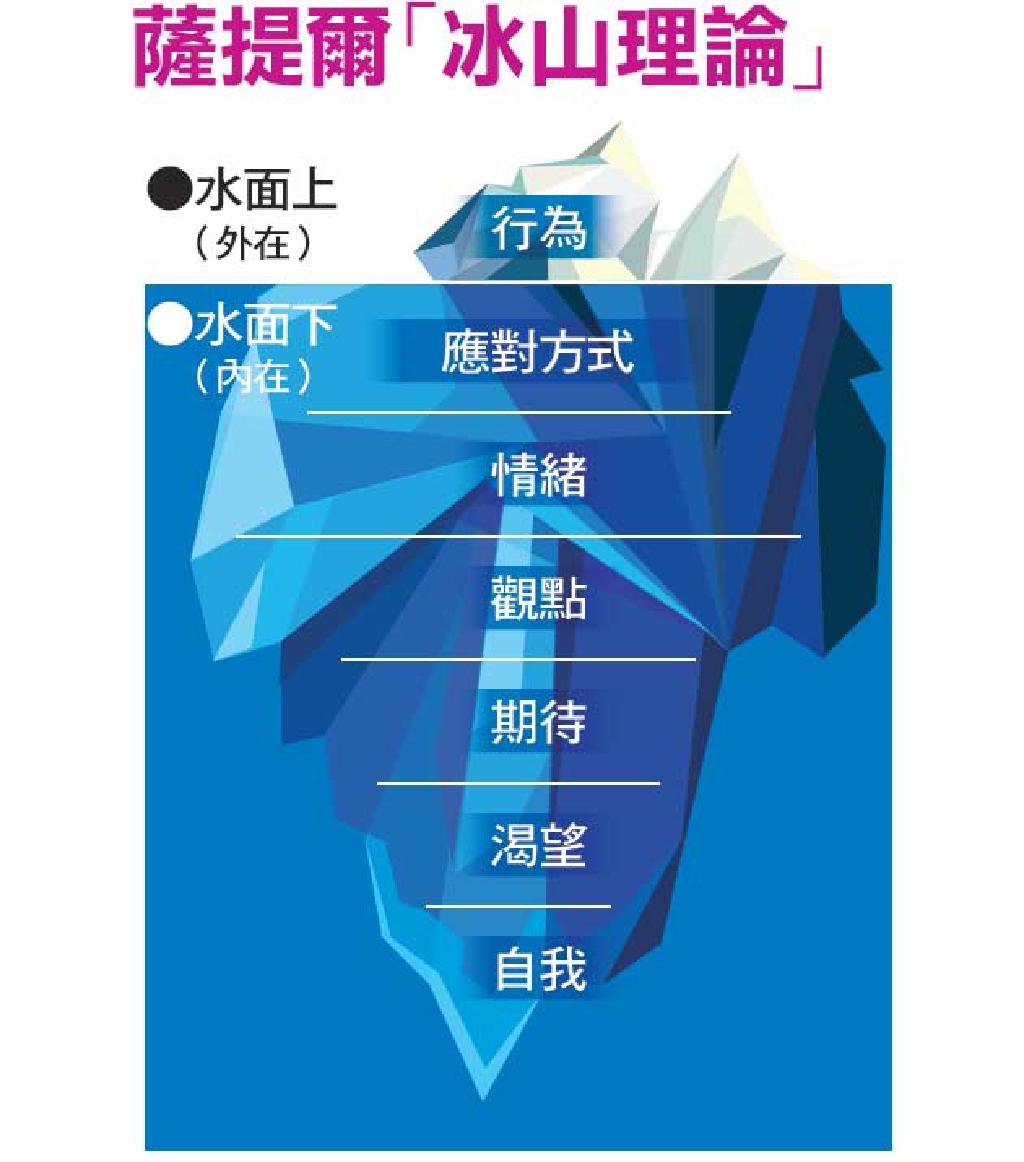 薩提爾「冰山理論」
●水面上
（外在）
行為
●水面下
（內在）
應對方式
情緒
觀點
期待
渴望
自我